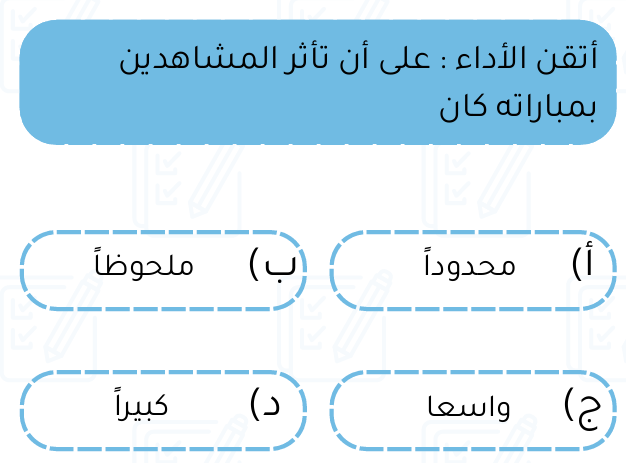 أتقن الأداء : على أن تأثر المشاهدين
بمباراته كان
أ) محدوداً
ب) ملحوظاً
ج) واسعا
د) كبيراً